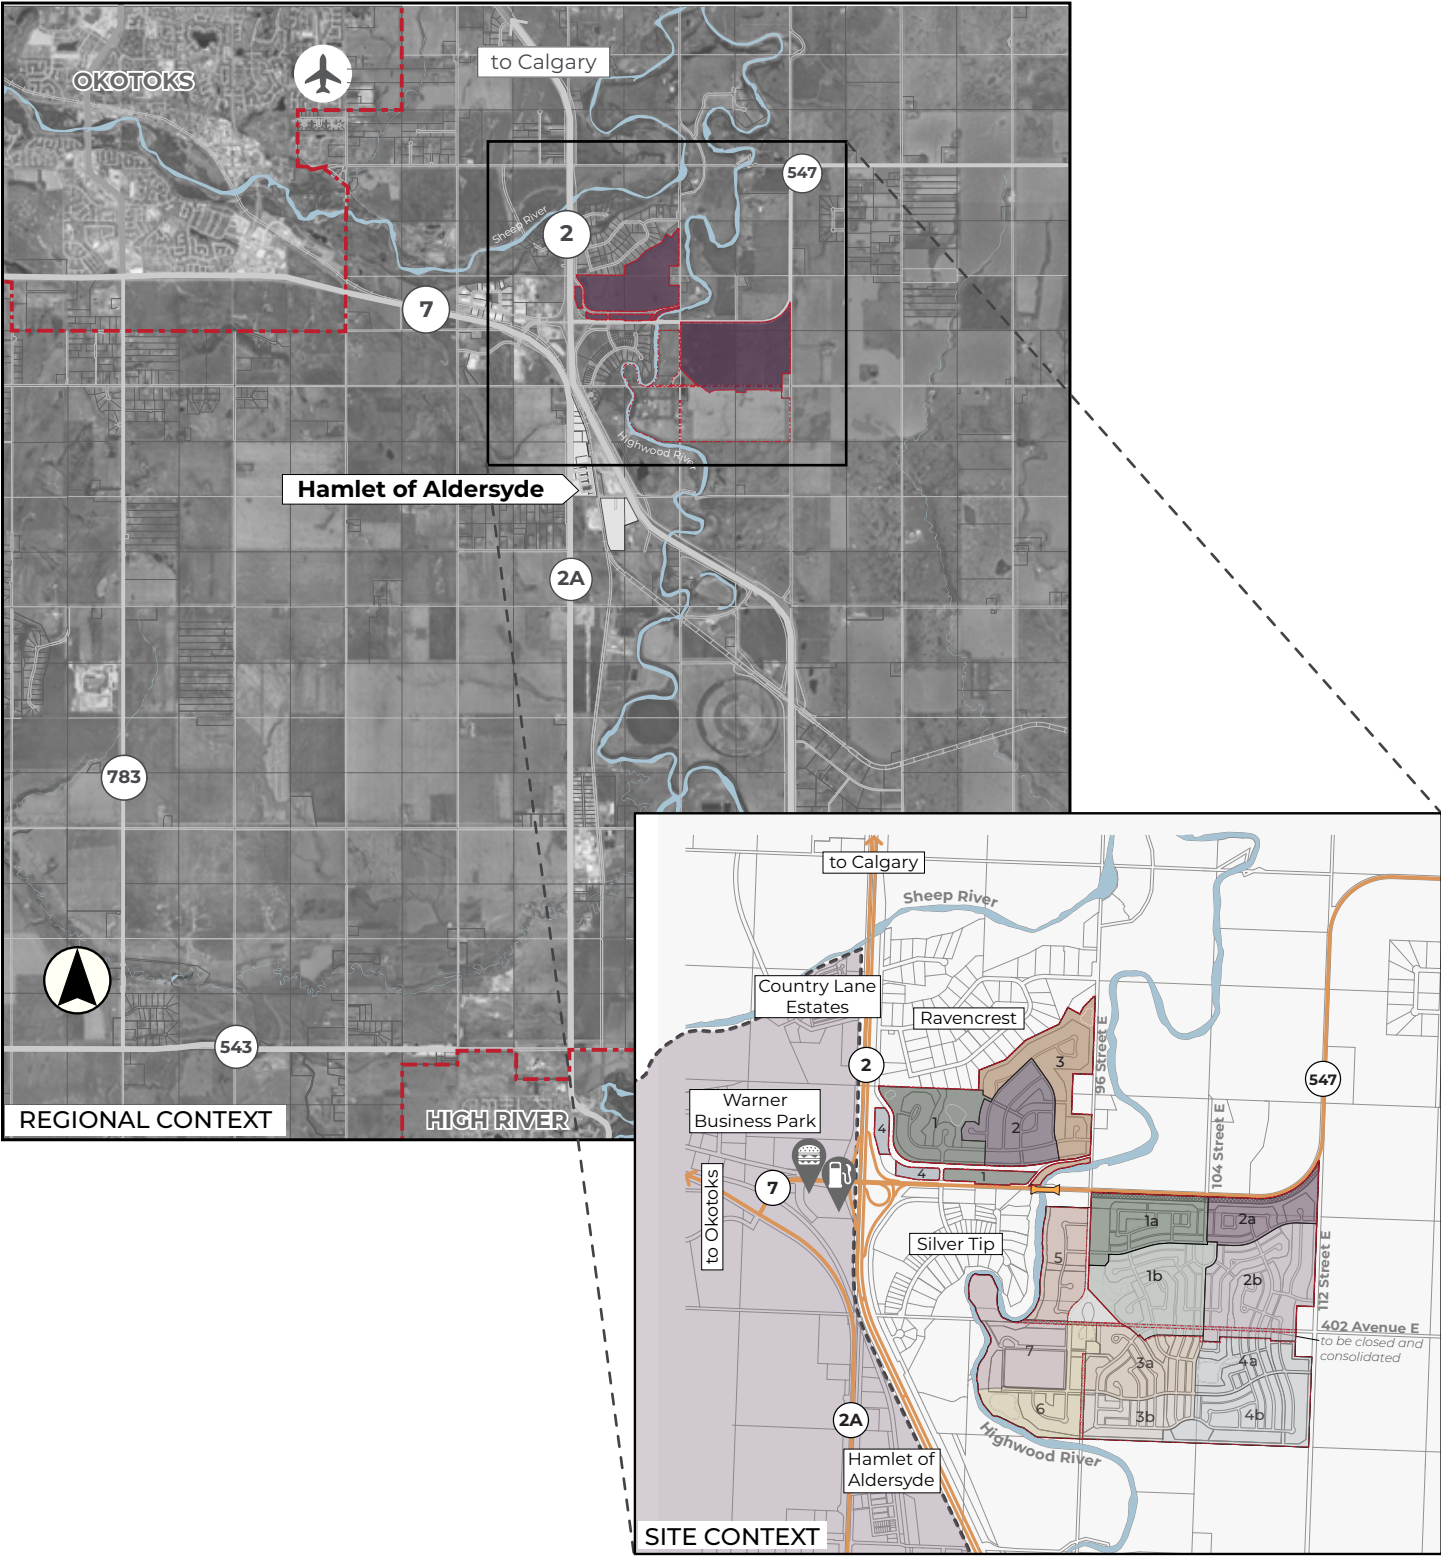 OKOTOKS
to Calgary
547
Sheep River
2
7
Highwood River
Hamlet of Aldersyde
2A
783
543
REGIONAL CONTEXT
HIGH RIVER
to Calgary
Sheep River
Country Lane
Estates
Ravencrest
2
3
96 Street E
547
Warner
Business Park
4
1
2
4
1
104 Street E
7
to Okotoks
1a
2a
Silver Tip
5
1b
2b
112 Street E
402 Avenue E
to be closed and
consolidated
7
3a
4a
6
3b
4b
2A
Highwood River
Hamlet of
Aldersyde
SITE CONTEXT